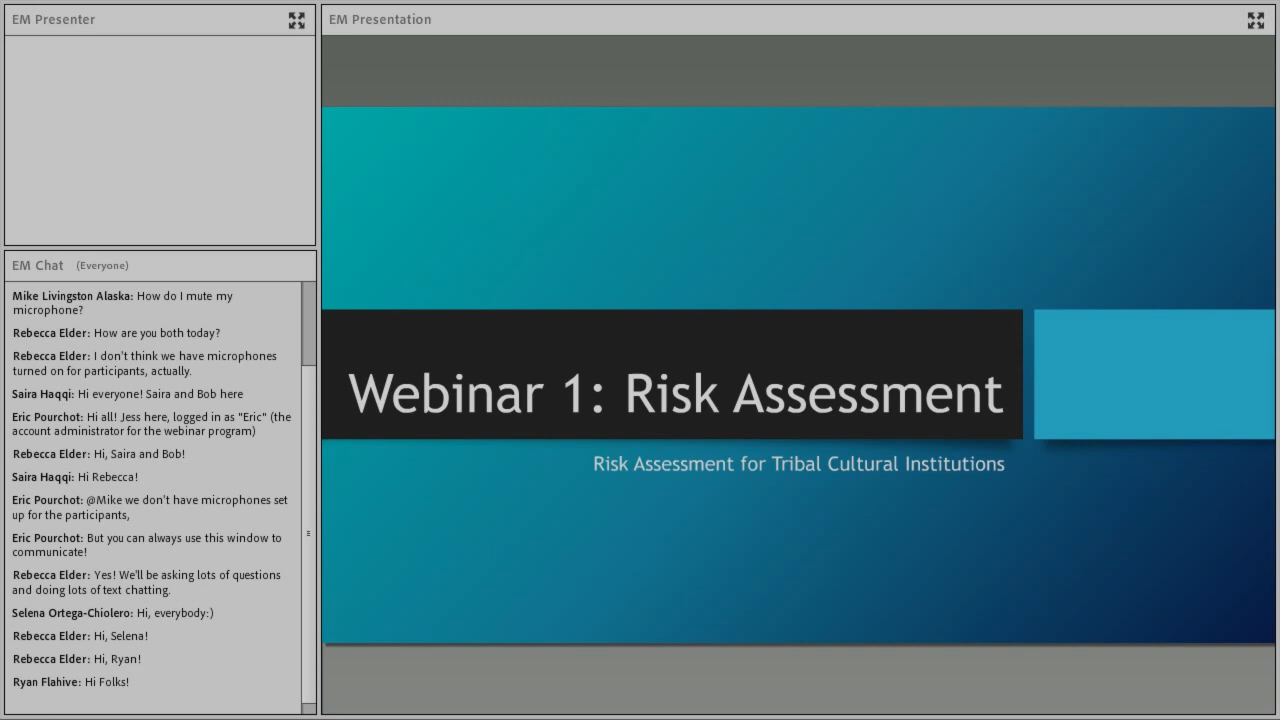 EM Presenter
EM Presentation
Webinar 1: Risk Assessment
Risk Assessment for Tribal Cultural Institutions
EM Chat (Everyone)
Mike Livingston Alaska: How do I mute my
microphone?
Rebecca Elder: How are you both today?
Rebecca Elder: I don't think we have microphones
turned on for participants, actually.
Saira Haqqi: Hi everyone! Saira and Bob here
Eric Pourchot: Hi all! Jess here, logged in as "Eric" (the
account administrator for the webinar program)
Rebecca Elder: Hi, Saira and Bob!
Saira Haqqi: Hi Rebecca!
Eric Pourchot: @Mike we don't have microphones set
up for the participants,
Eric Pourchot: But you can always use this window to
communicate!
Rebecca Elder: Yes! We'll be asking lots of questions
and doing lots of text chatting.
Selena Ortega-Chiolero: Hi, everybody:)
Rebecca Elder: Hi, Selena!
Rebecca Elder: Hi, Ryan!
Ryan Flahive: Hi Folks!